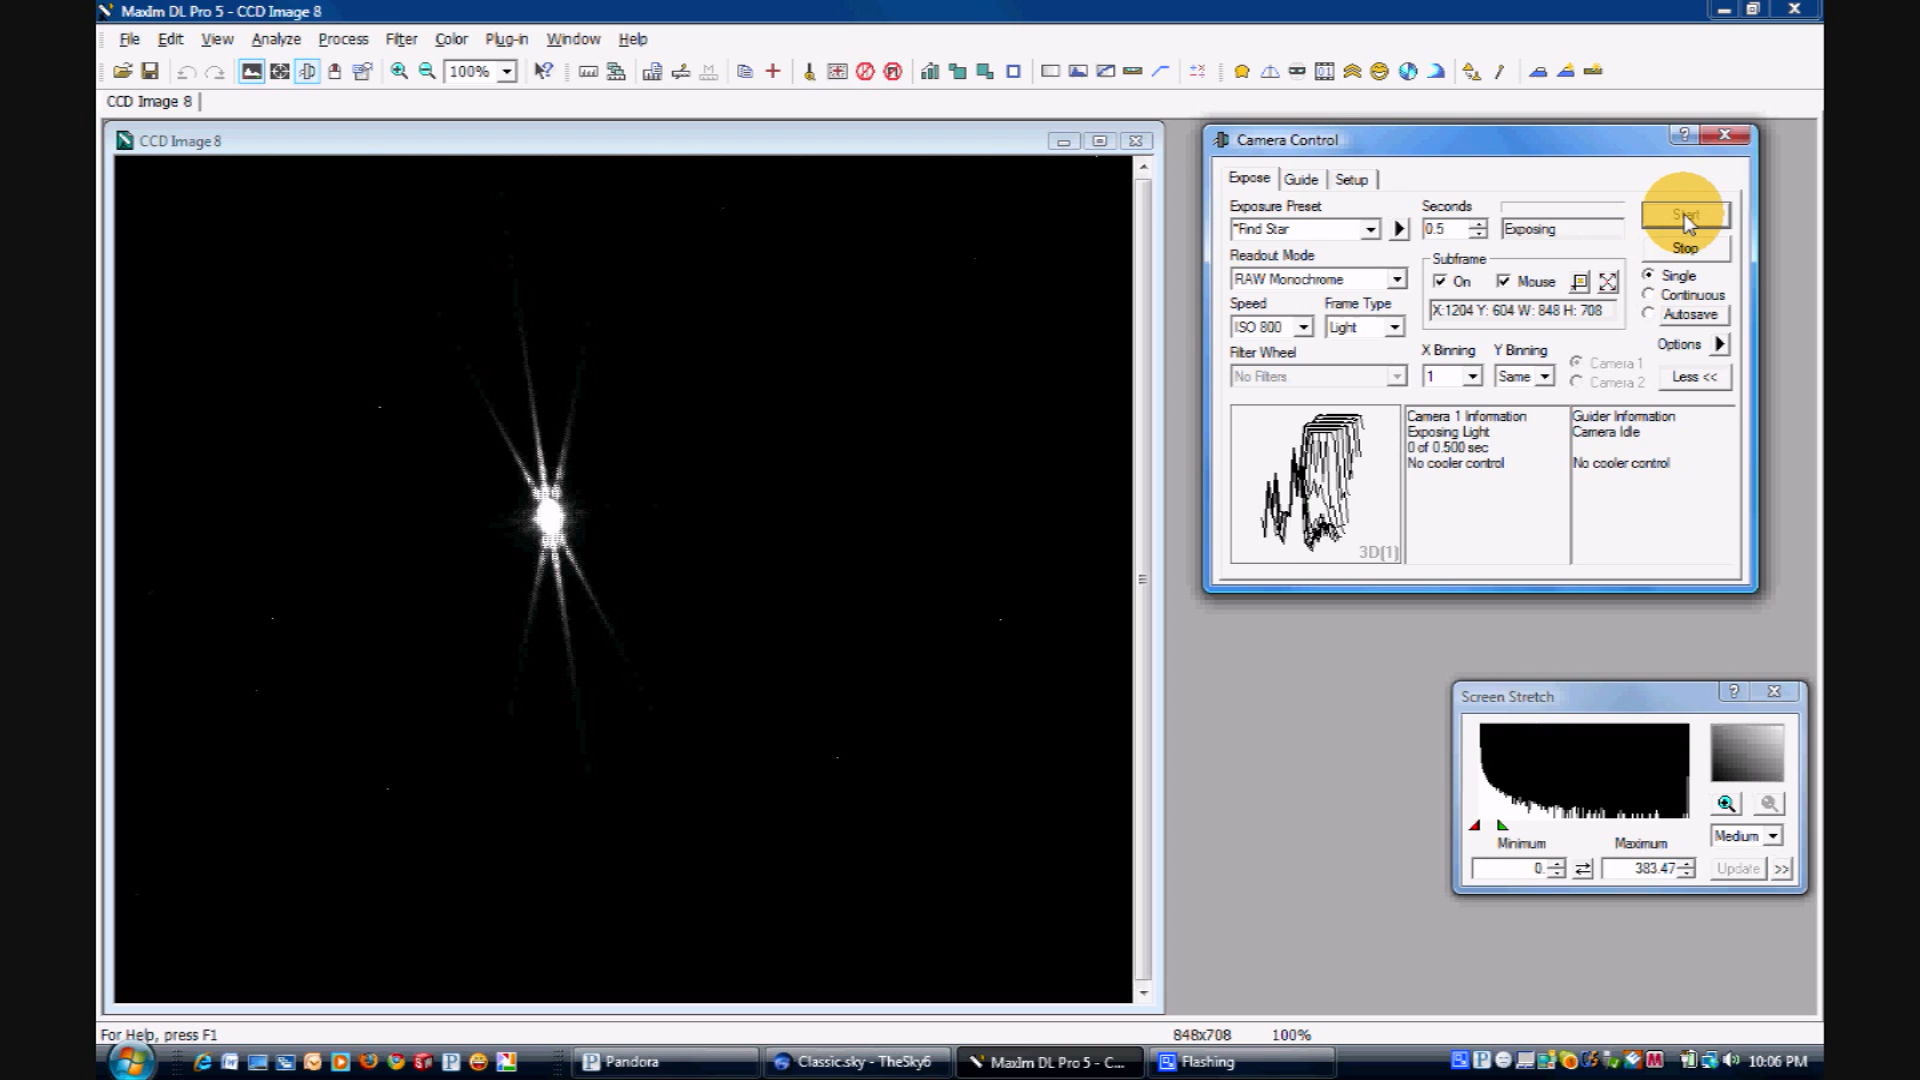 MaxIm DL Pro 5 - CCD Image 8
File Edit View Analyze Process Filter Color Plug-in Window Help
100%
CCD Image 8
CCD Image 8
Camera Control
Expose Guide Setup
Exposure Preset Seconds
*Find Star 0.5 Exposing Start
Readout Mode Subframe Stop
RAW Monochrome On Mouse Single
Speed Frame Type Continuous
ISO 800 Light X:1204 Y: 604 W: 848 H: 708 Autosave
Filter Wheel X Binning Y Binning Options
No Filters 1 Same Camera 1
Camera 2 Less <<
Camera 1 Information Guider Information
Exposing Light Camera Idle
0 of 0.500 sec
No cooler control No cooler control
3D(1)
Screen Stretch
Medium
Minimum Maximum
0. 383.47 Update >>
For Help, press F1 848x708 100%
Pandora Classic.sky - TheSky6 MaxIm DL Pro 5 - C... Flashing 10:06 PM